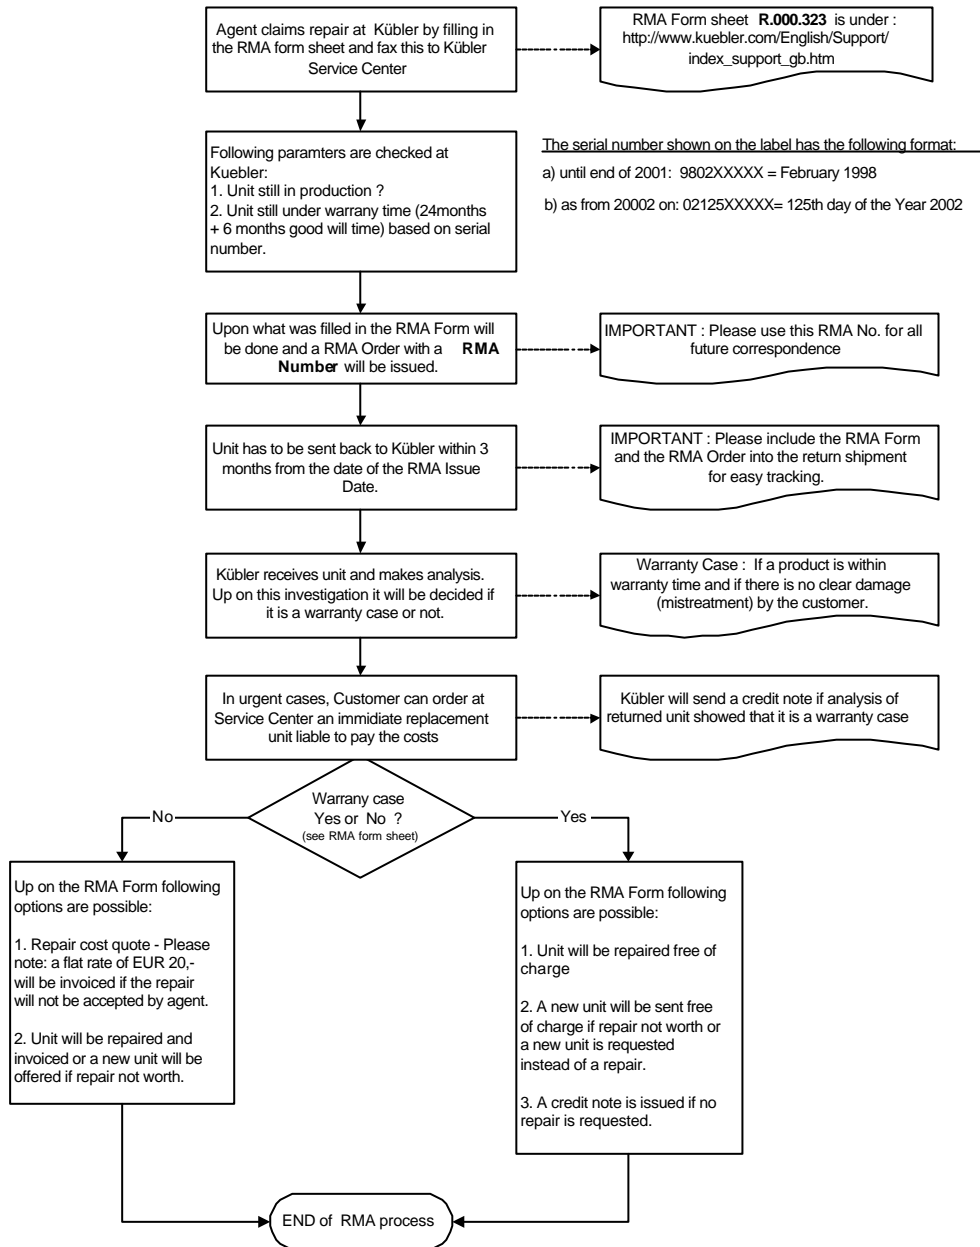 Agent claims repair at Kübler by filling in
the RMA form sheet and fax this to Kübler
Service Center
RMA Form sheet R.000.323 is under :
http://www.kuebler.com/English/Support/
index_support_gb.htm
Following paramters are checked at
Kuebler:
1. Unit still in production ?
2. Unit still under warrany time (24months
+ 6 months good will time) based on serial
number.
The serial number shown on the label has the following format:
a) until end of 2001: 9802XXXXX = February 1998
b) as from 20002 on: 02125XXXXX= 125th day of the Year 2002
Upon what was filled in the RMA Form will
be done and a RMA Order with a RMA
Number will be issued.
IMPORTANT : Please use this RMA No. for all
future correspondence
Unit has to be sent back to Kübler within 3
months from the date of the RMA Issue
Date.
IMPORTANT : Please include the RMA Form
and the RMA Order into the return shipment
for easy tracking.
Kübler receives unit and makes analysis.
Up on this investigation it will be decided if
it is a warranty case or not.
Warranty Case : If a product is within
warranty time and if there is no clear damage
(mistreatment) by the customer.
In urgent cases, Customer can order at
Service Center an immidiate replacement
unit liable to pay the costs
Kübler will send a credit note if analysis of
returned unit showed that it is a warranty case
Warrany case
Yes or No ?
(see RMA form sheet)
No
Yes
Up on the RMA Form following
options are possible:
1. Repair cost quote - Please
note: a flat rate of EUR 20,-
will be invoiced if the repair
will not be accepted by agent.
2. Unit will be repaired and
invoiced or a new unit will be
offered if repair not worth.
Up on the RMA Form following
options are possible:
1. Unit will be repaired free of
charge
2. A new unit will be sent free
of charge if repair not worth or
a new unit is requested
instead of a repair.
3. A credit note is issued if no
repair is requested.
END of RMA process